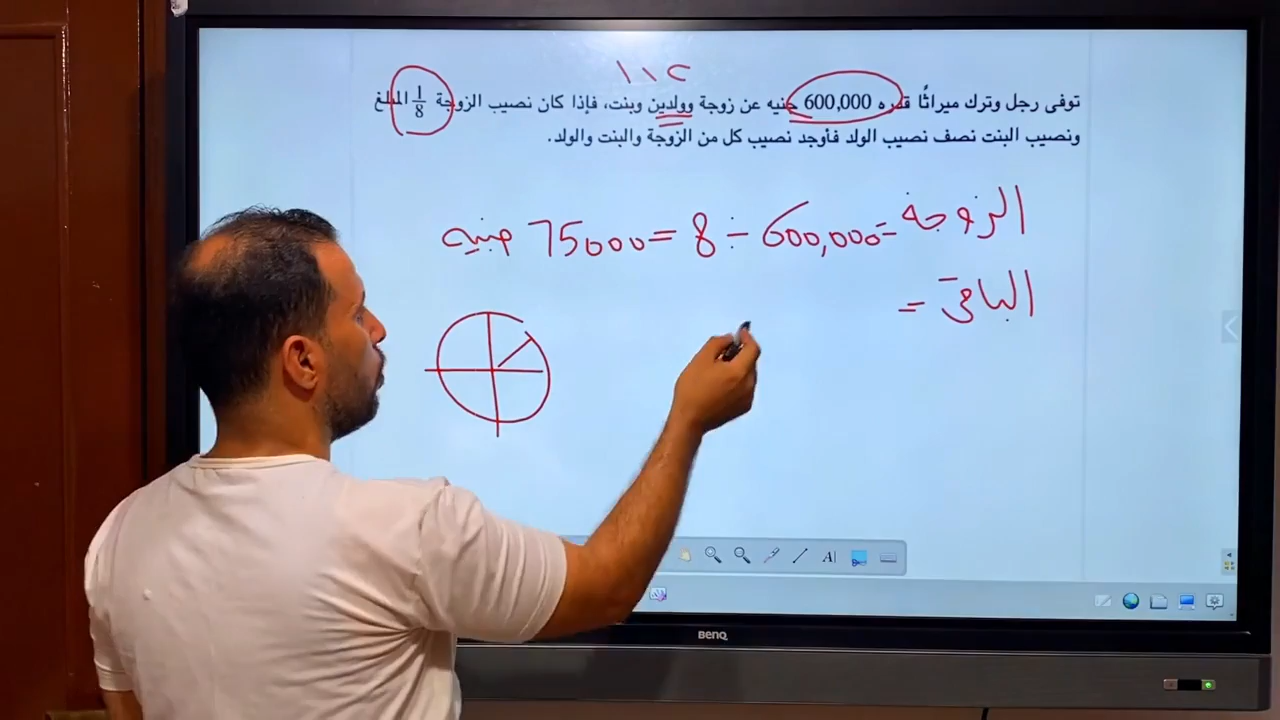 توفى رجل وترك ميراثًا قدره 600,000 جنيه عن زوجة وولدين وبنت، فإذا كان نصيب الزوجة 1/8 المبلغ
ونصيب البنت نصف نصيب الولد فأوجد نصيب كل من الزوجة والبنت والولد.
الزوجة = 600,000 ÷ 8 = 75000 جنيه
الباقى =
A
BENQ